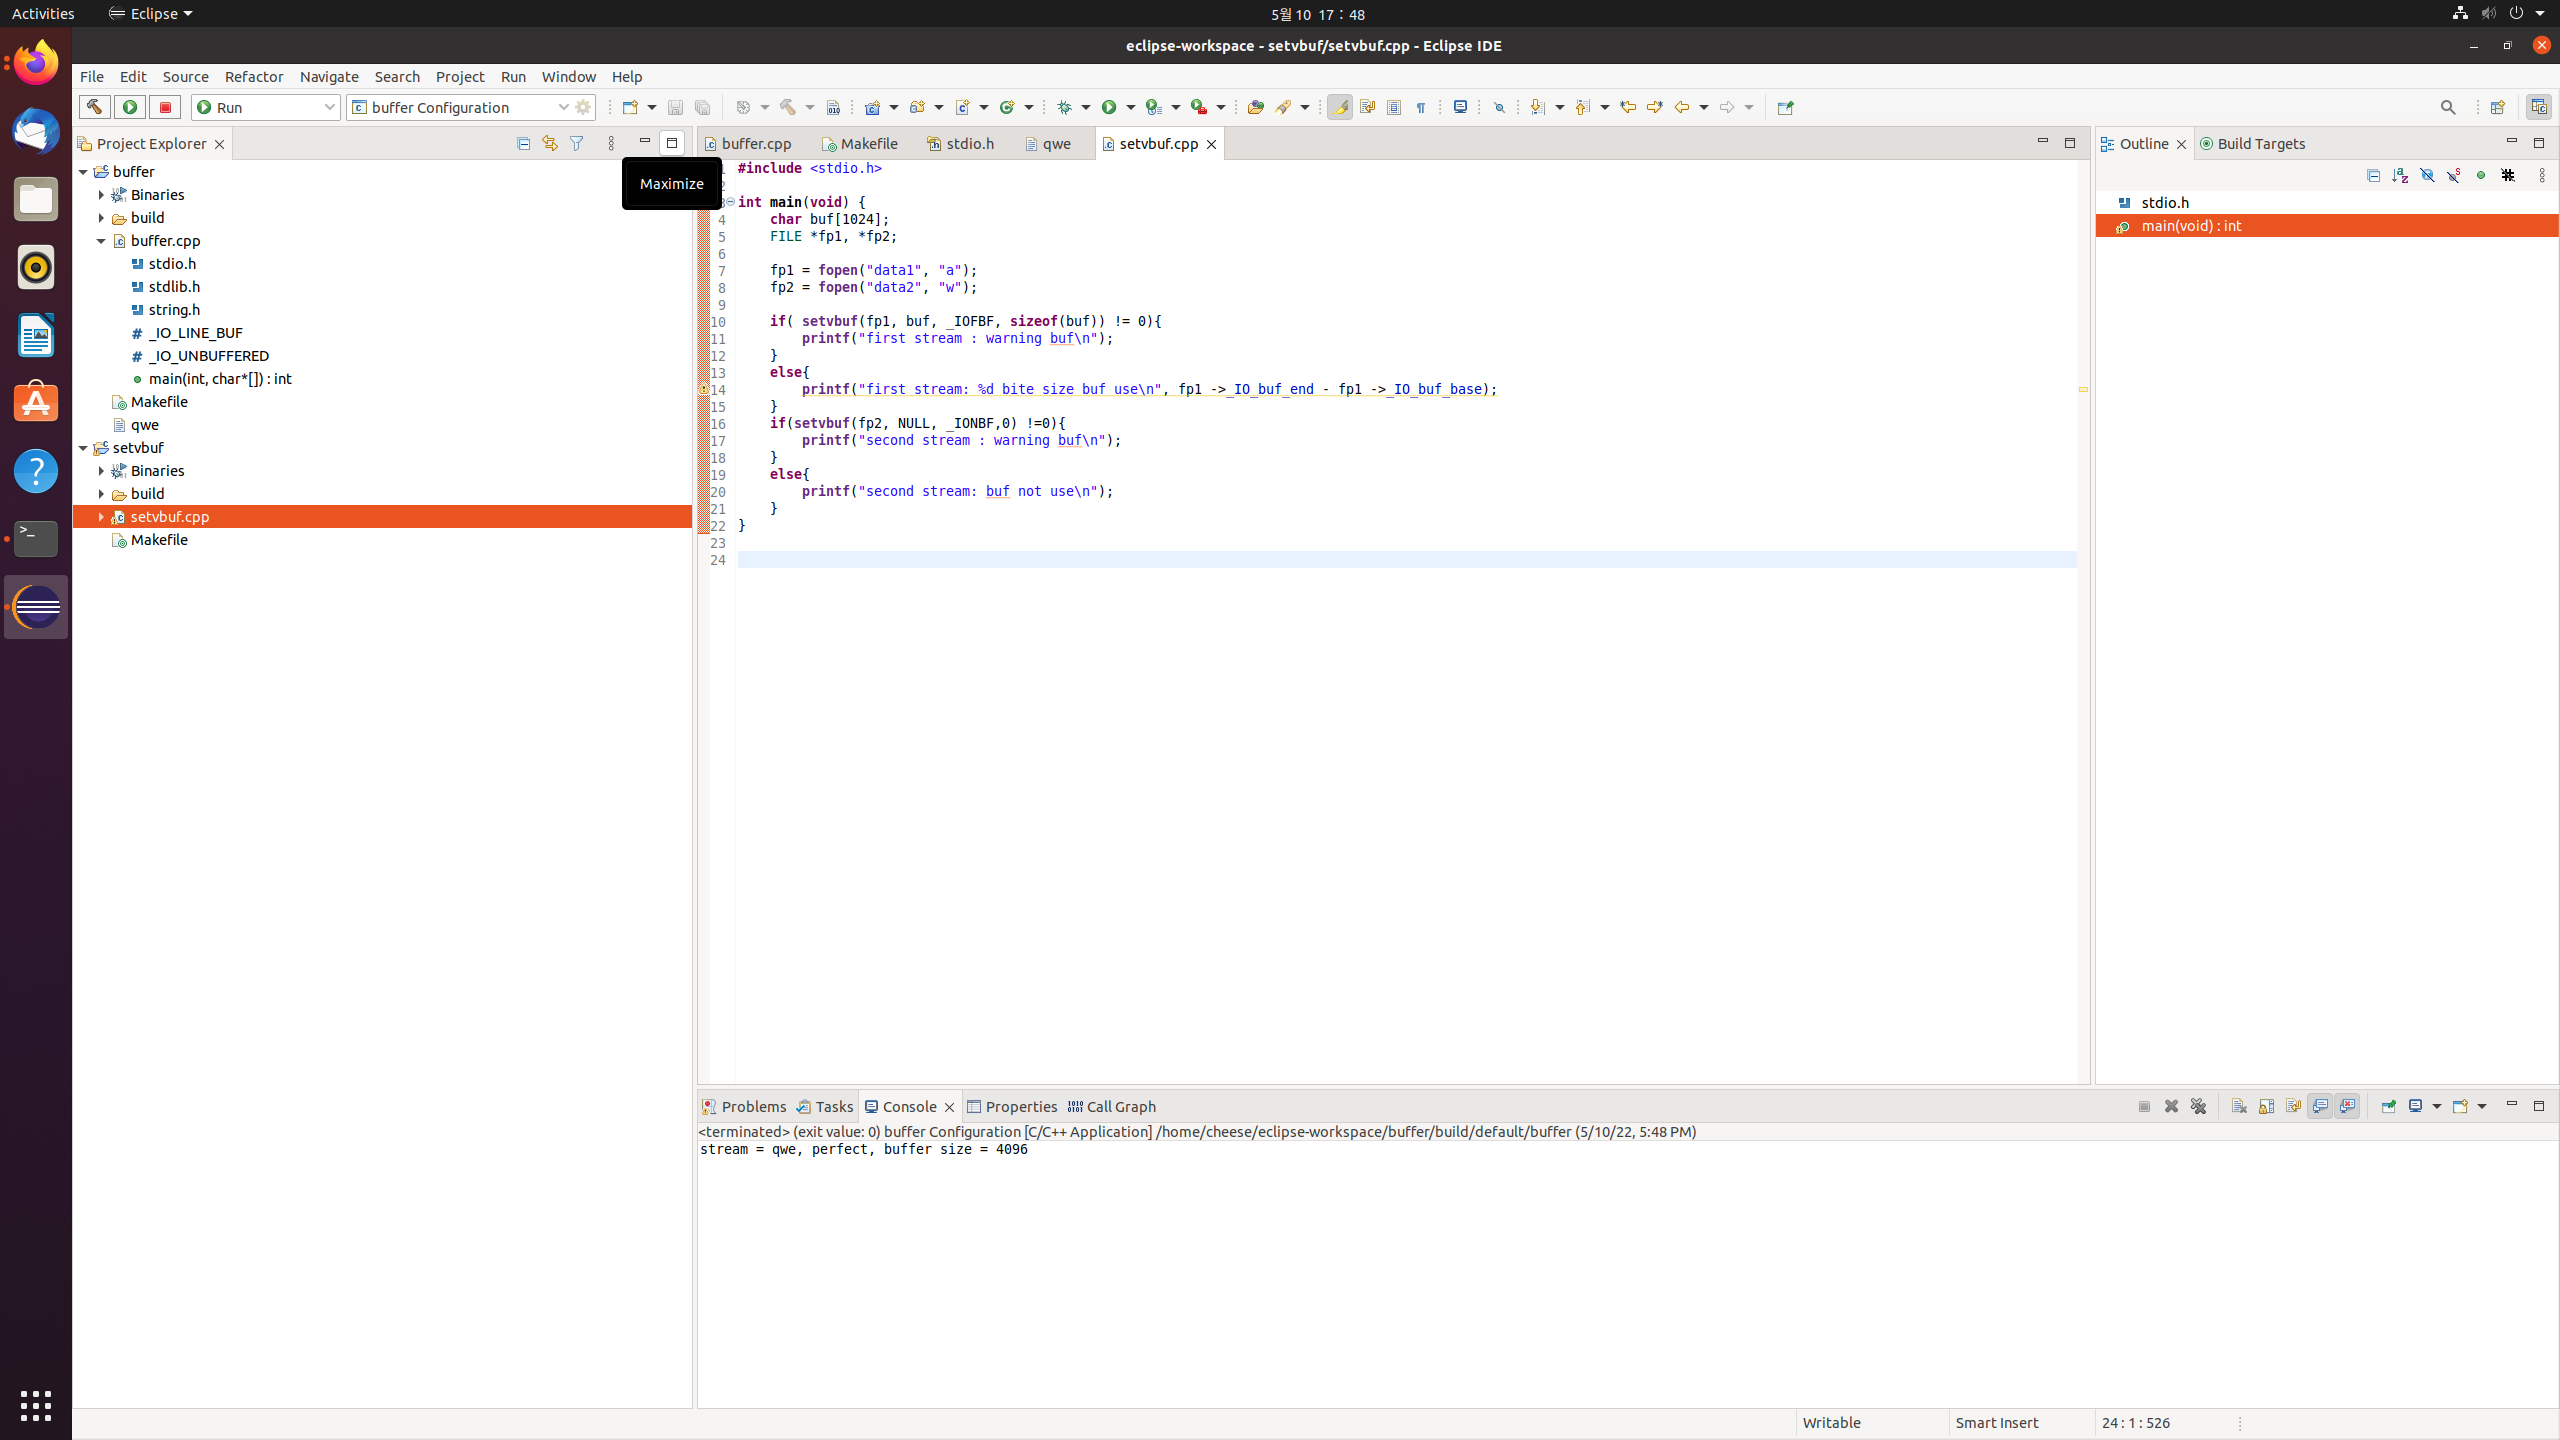 Activities
Eclipse
5월 10 17 : 48
eclipse-workspace - setvbuf/setvbuf.cpp - Eclipse IDE
File Edit Source Refactor Navigate Search Project Run Window Help
Run
buffer Configuration
Project Explorer
buffer.cpp Makefile stdio.h qwe setvbuf.cpp
Outline Build Targets
Maximize
buffer
Binaries
build
buffer.cpp
stdio.h
stdlib.h
string.h
# _IO_LINE_BUF
# _IO_UNBUFFERED
main(int, char*[]) : int
Makefile
qwe
setvbuf
Binaries
build
setvbuf.cpp
Makefile
#include <stdio.h>
int main(void) {
4 char buf[1024];
5 FILE *fp1, *fp2;
6
7 fp1 = fopen("data1", "a");
8 fp2 = fopen("data2", "w");
9
10 if( setvbuf(fp1, buf, _IOFBF, sizeof(buf)) != 0){
11 printf("first stream : warning buf\n");
12 }
13 else{
14 printf("first stream: %d bite size buf use\n", fp1 ->_IO_buf_end - fp1 ->_IO_buf_base);
15 }
16 if(setvbuf(fp2, NULL, _IONBF,0) !=0){
17 printf("second stream : warning buf\n");
18 }
19 else{
20 printf("second stream: buf not use\n");
21 }
22 }
23
24
stdio.h
main(void) : int
Problems Tasks Console Properties Call Graph
<terminated> (exit value: 0) buffer Configuration [C/C++ Application] /home/cheese/eclipse-workspace/buffer/build/default/buffer (5/10/22, 5:48 PM)
stream = qwe, perfect, buffer size = 4096
Writable
Smart Insert
24 : 1 : 526